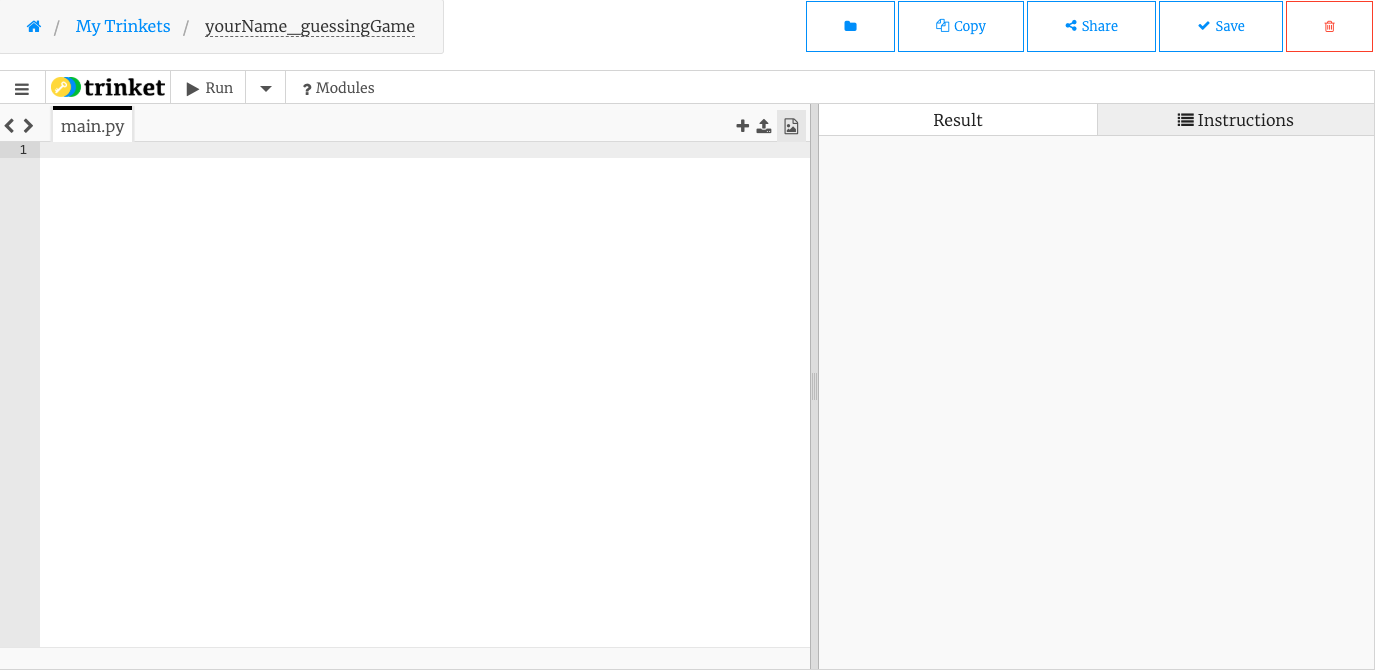 / My Trinkets / yourName_guessingGame
Copy
Share
Save
trinket
Run
? Modules
main.py
Result
Instructions
1